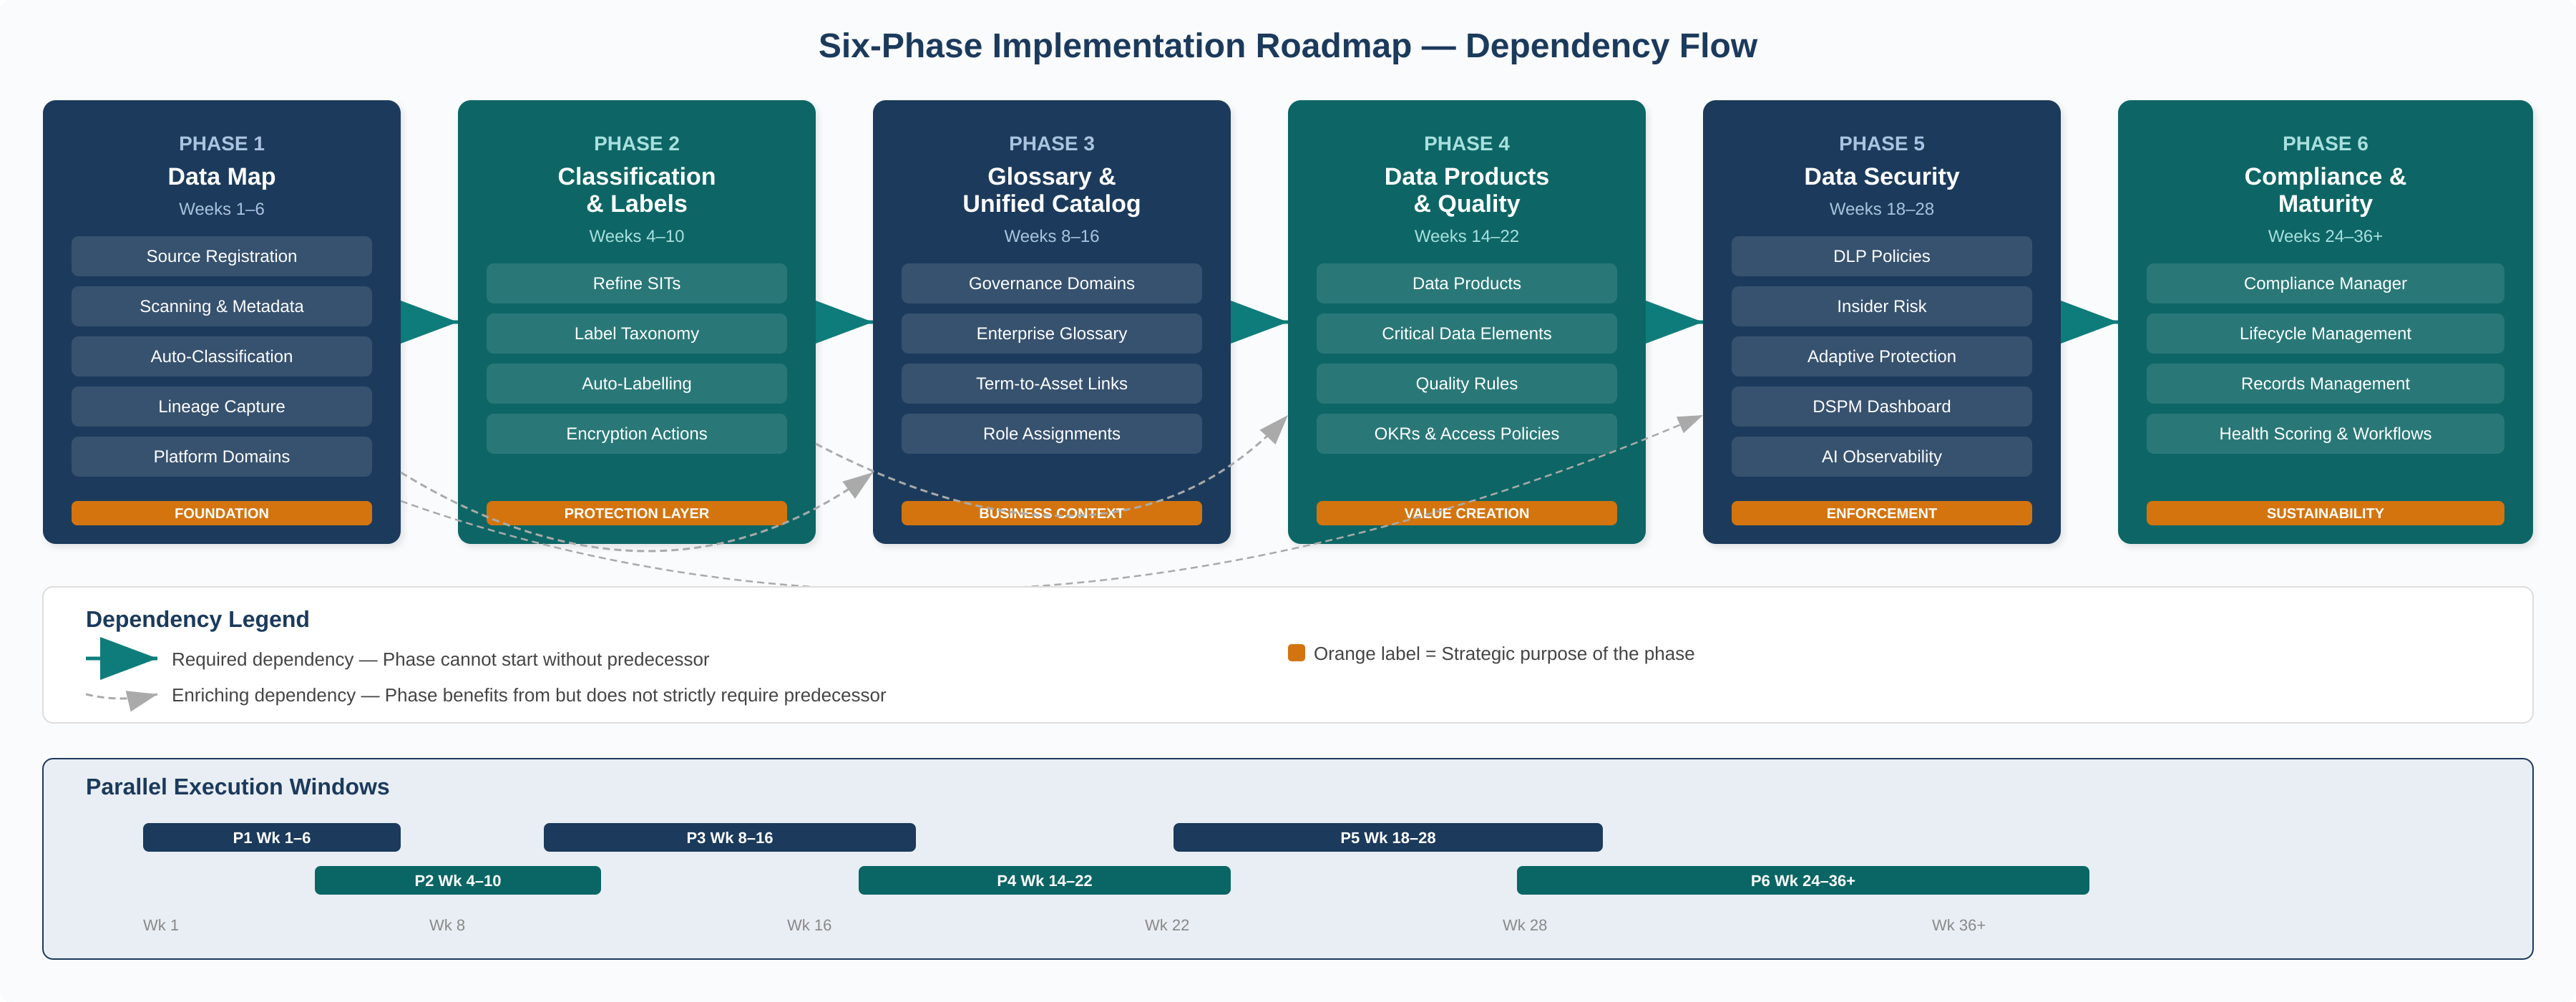 Six-Phase Implementation Roadmap — Dependency Flow
PHASE 1
Data Map
Weeks 1–6
Source Registration
Scanning & Metadata
Auto-Classification
Lineage Capture
Platform Domains
FOUNDATION
PHASE 2
Classification
& Labels
Weeks 4–10
Refine SITs
Label Taxonomy
Auto-Labelling
Encryption Actions
PROTECTION LAYER
PHASE 3
Glossary &
Unified Catalog
Weeks 8–16
Governance Domains
Enterprise Glossary
Term-to-Asset Links
Role Assignments
BUSINESS CONTEXT
PHASE 4
Data Products
& Quality
Weeks 14–22
Data Products
Critical Data Elements
Quality Rules
OKRs & Access Policies
VALUE CREATION
PHASE 5
Data Security
Weeks 18–28
DLP Policies
Insider Risk
Adaptive Protection
DSPM Dashboard
AI Observability
ENFORCEMENT
PHASE 6
Compliance &
Maturity
Weeks 24–36+
Compliance Manager
Lifecycle Management
Records Management
Health Scoring & Workflows
SUSTAINABILITY
Dependency Legend
Required dependency — Phase cannot start without predecessor
Enriching dependency — Phase benefits from but does not strictly require predecessor
Orange label = Strategic purpose of the phase
Parallel Execution Windows
P1 Wk 1–6
P3 Wk 8–16
P5 Wk 18–28
P2 Wk 4–10
P4 Wk 14–22
P6 Wk 24–36+
Wk 1
Wk 8
Wk 16
Wk 22
Wk 28
Wk 36+